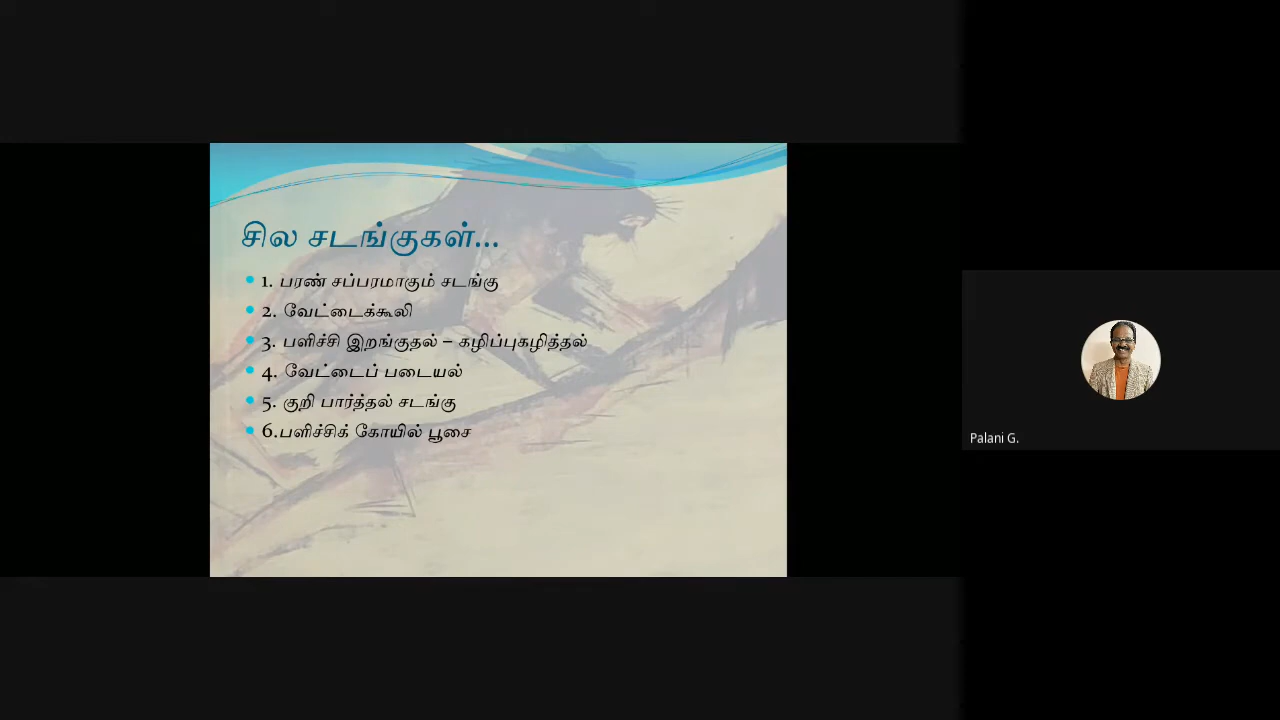 சில சடங்குகள்...
1. பரண் சப்பரமாகும் சடங்கு
2. வேட்டைக்கூலி
3. பளிச்சி இறங்குதல் – கழிப்புகழித்தல்
4. வேட்டைப் படையல்
5. குறி பார்த்தல் சடங்கு
6.பளிச்சிக் கோயில் பூசை
Palani G.